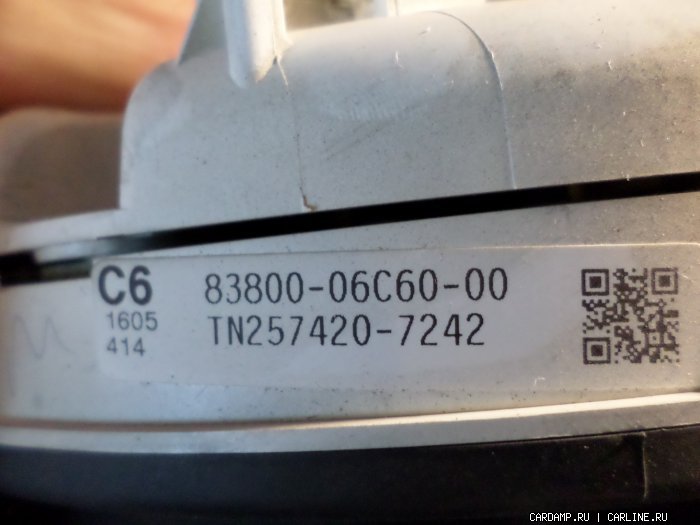 C6 83800-06C60-00
1605 TN257420-7242
414
CARDAMP.RU | CARLINE.RU